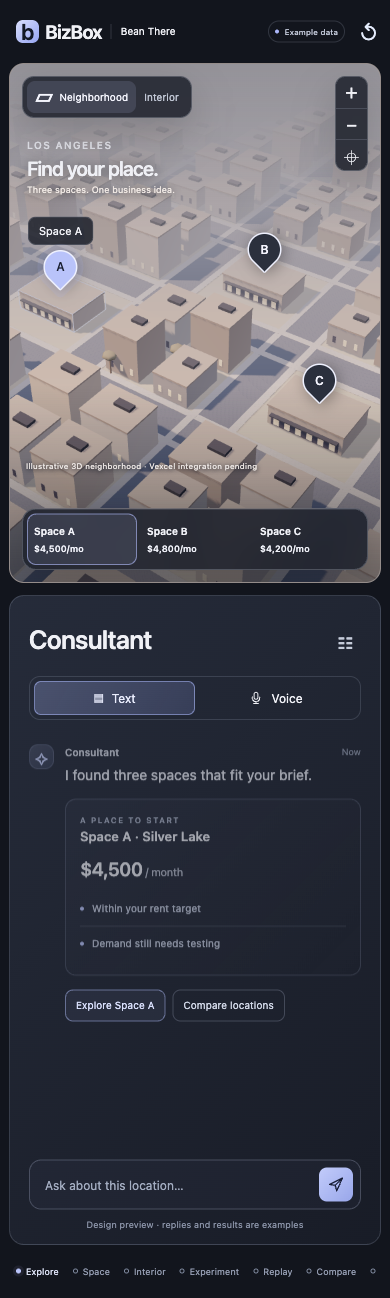 b BizBox
Bean There
Example data
Neighborhood
Interior
LOS ANGELES
Find your place.
Three spaces. One business idea.
Space A
A
B
C
Illustrative 3D neighborhood · Vexcel integration pending
Space A
$4,500/mo
Space B
$4,800/mo
Space C
$4,200/mo
Consultant
Text
Voice
Consultant
Now
I found three spaces that fit your brief.
A PLACE TO START
Space A · Silver Lake
$4,500 / month
Within your rent target
Demand still needs testing
Explore Space A
Compare locations
Ask about this location...
Design preview · replies and results are examples
Explore
Space
Interior
Experiment
Replay
Compare